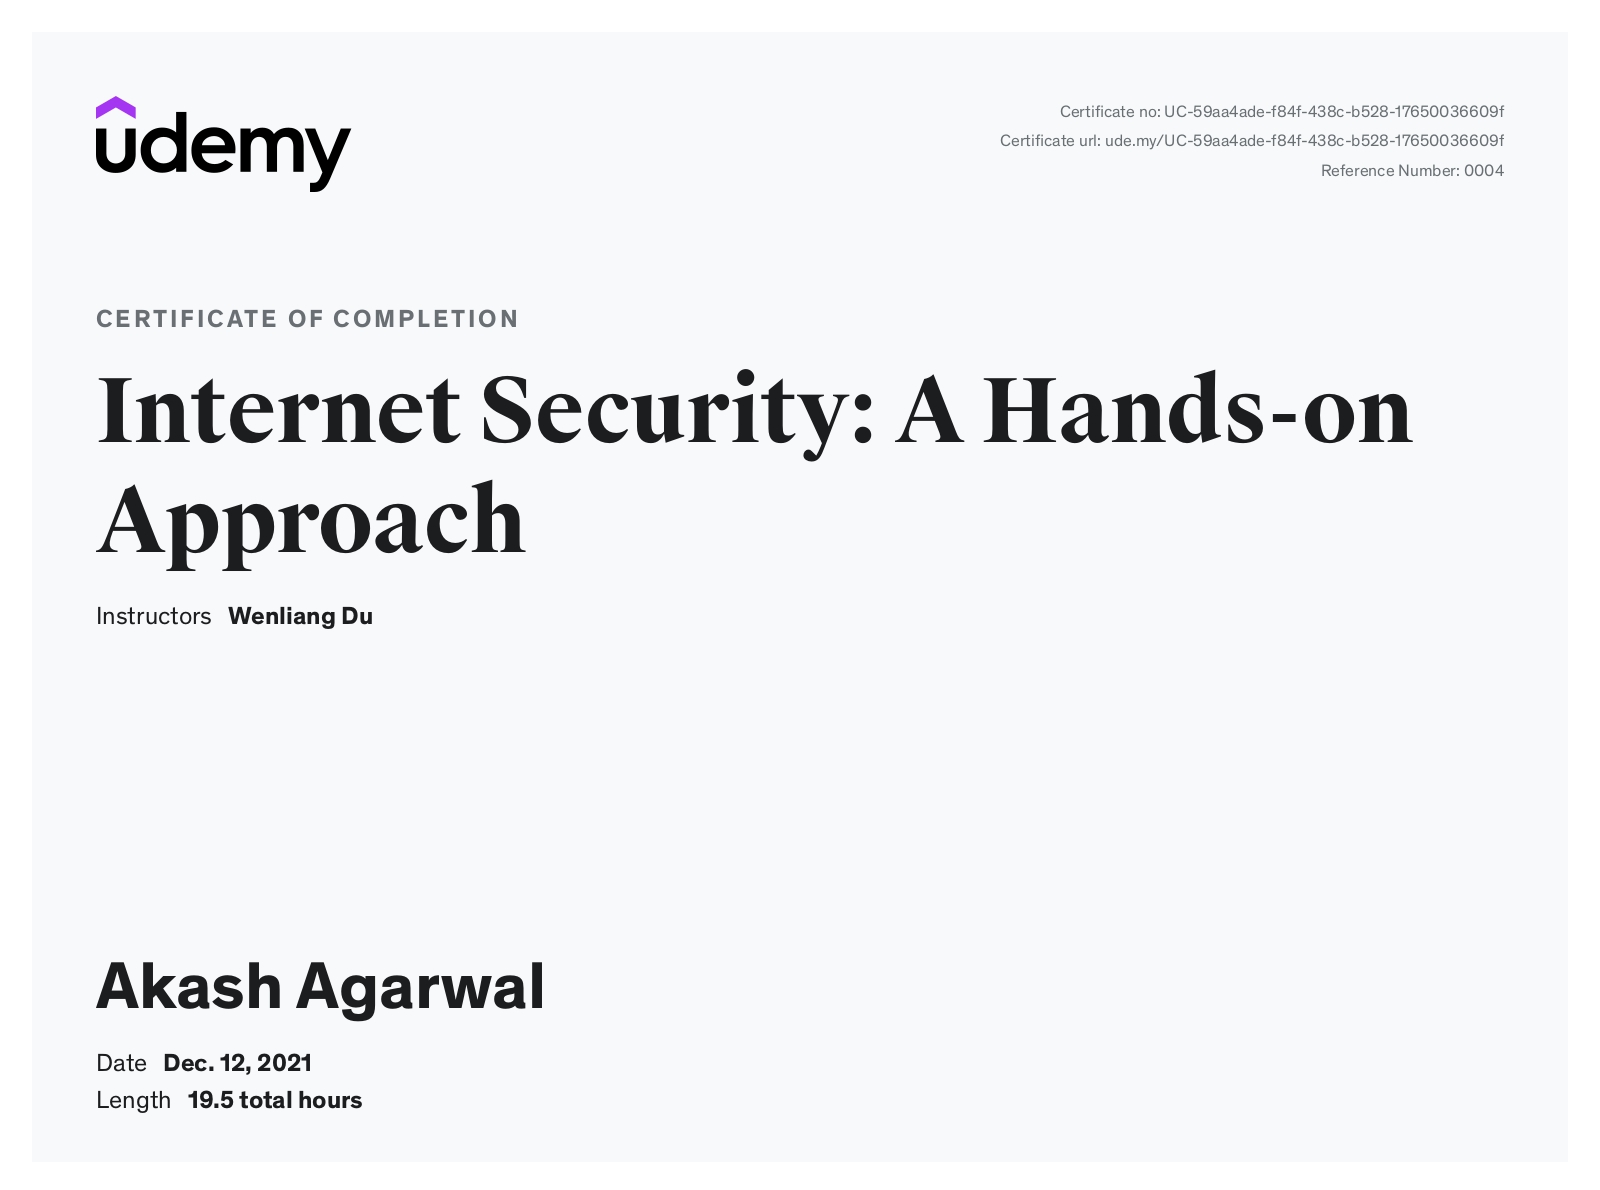 udemy
Certificate no: UC-59aa4ade-f84f-438c-b528-17650036609f
Certificate url: ude.my/UC-59aa4ade-f84f-438c-b528-17650036609f
Reference Number: 0004
CERTIFICATE OF COMPLETION
Internet Security: A Hands-on
Approach
Instructors Wenliang Du
Akash Agarwal
Date Dec. 12, 2021
Length 19.5 total hours